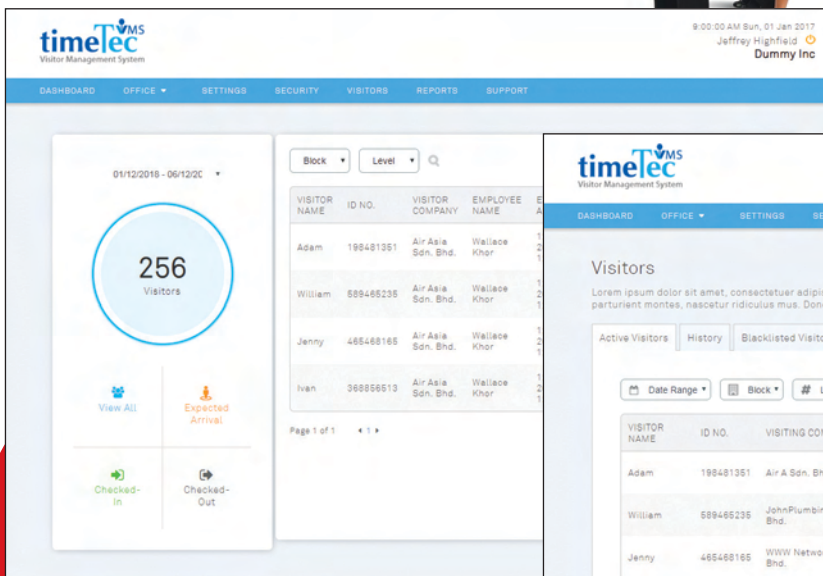 timeTec VMS
Visitor Management System
9:00:00 AM Sun, 01 Jan 2017
Jeffrey Highfield
Dummy Inc
DASHBOARD OFFICE SETTINGS SECURITY VISITORS REPORTS SUPPORT
01/12/2018 - 06/12/2C
256
Visitors
View All
Expected
Arrival
Checked-
In
Checked-
Out
Block Level
VISITOR NAME ID NO. VISITOR COMPANY EMPLOYEE NAME
Adam 198481351 Air Asia Sdn. Bhd. Wallace Khor
William 589465235 Air Asia Sdn. Bhd. Wallace Khor
Jenny 465468165 Air Asia Sdn. Bhd. Wallace Khor
Ivan 368856513 Air Asia Sdn. Bhd. Wallace Khor
Page 1 of 1 1
timeTec VMS
Visitor Management System
DASHBOARD OFFICE SETTINGS
Visitors
Lorem ipsum dolor sit amet, consectetuer adipi
parturient montes, nascetur ridiculus mus. Don
Active Visitors History Blacklisted Visito
Date Range Block # L
VISITOR NAME ID NO. VISITING CO
Adam 198481351 Air A Sdn. Bh
William 589465235 JohnPlumbin Bhd.
Jenny 465468165 WWW Netwo Bhd.